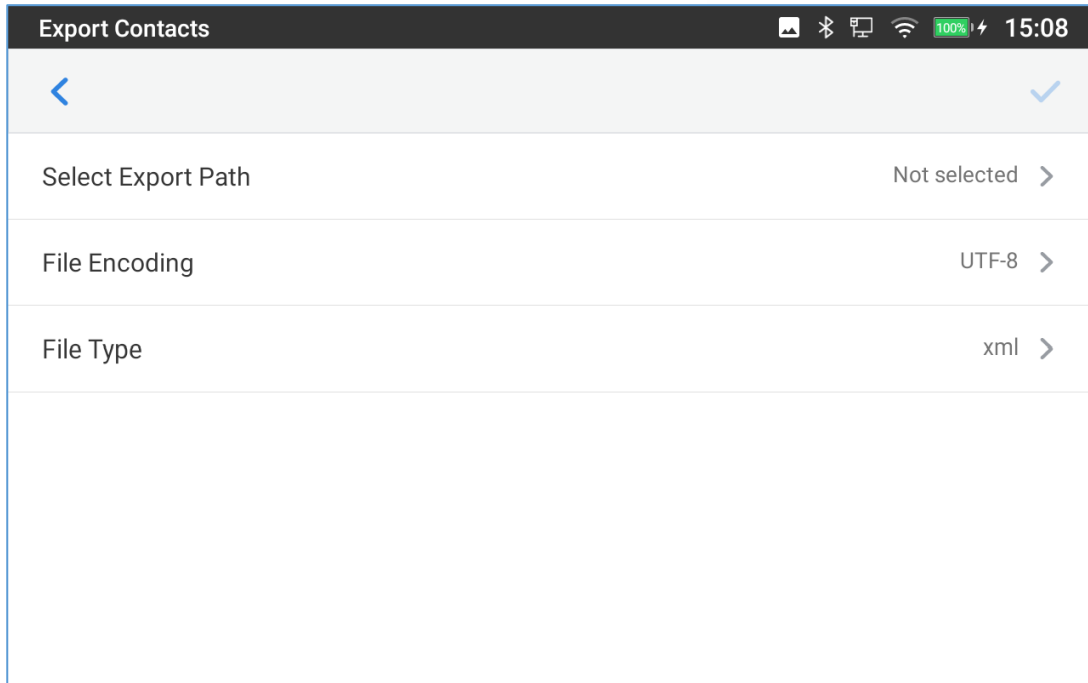 Export Contacts 100% 15:08
Select Export Path Not selected
File Encoding UTF-8
File Type xml